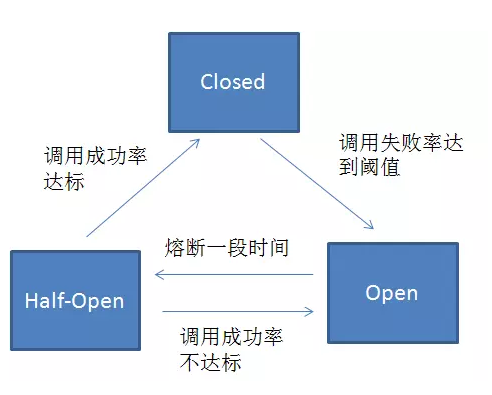 Closed
调用成功率
达标
调用失败率达
到阈值
熔断一段时间
Half-Open
Open
调用成功率
不达标